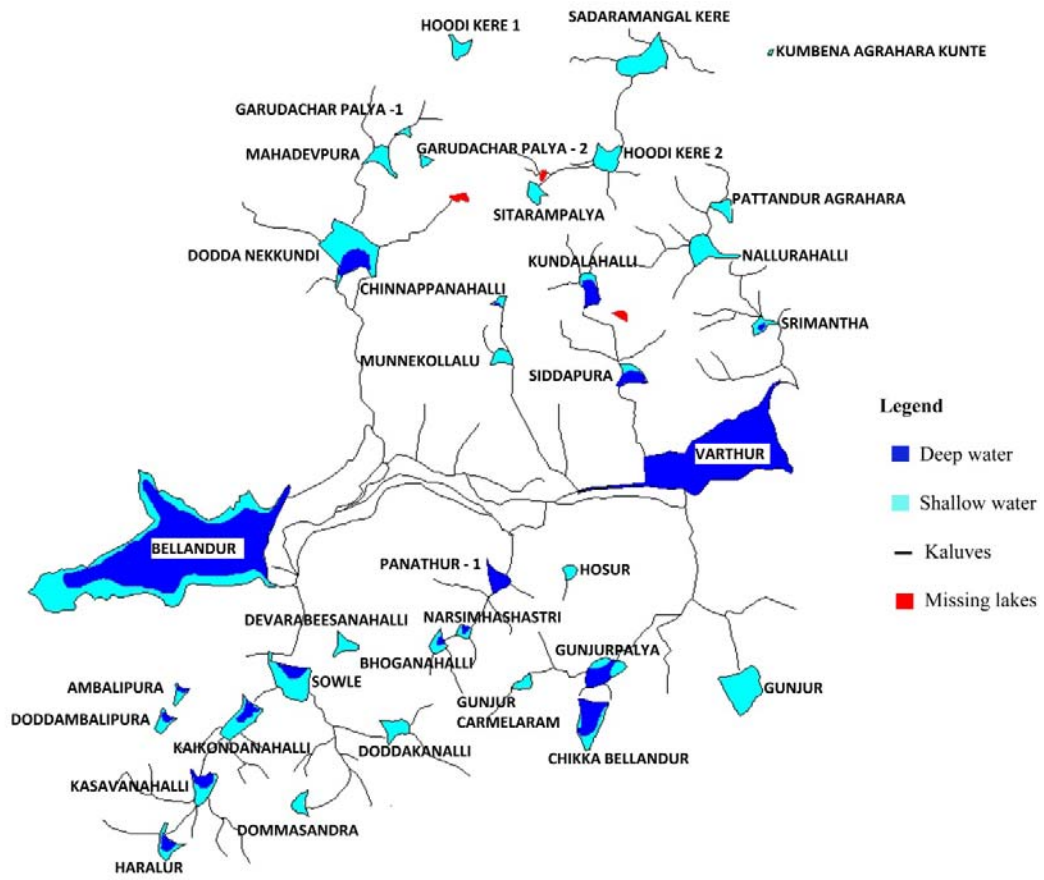 HOODI KERE 1
SADARAMANGAL KERE
KUMBENA AGRAHARA KUNTE
GARUDACHAR PALYA -1
MAHADEVPURA
GARUDACHAR PALYA - 2
HOODI KERE 2
SITARAMPALYA
PATTANDUR AGRAHARA
DODDA NEKKUNDI
KUNDALAHALLI
NALLURAHALLI
CHINNAPPANAHALLI
SRIMANTHA
MUNNEKOLLALU
SIDDAPURA
Legend
VARTHUR
Deep water
Shallow water
BELLANDUR
Kaluves
PANATHUR - 1
HOSUR
Missing lakes
DEVARABEESANAHALLI
NARSIMHASHASTRI
BHOGANAHALLI
GUNJURPALYA
AMBALIPURA
SOWLE
GUNJUR
DODDAMBALIPURA
GUNJUR
CARMELARAM
KAIKONDANAHALLI
DODDAKANALLI
CHIKKA BELLANDUR
KASAVANAHALLI
DOMMASANDRA
HARALUR